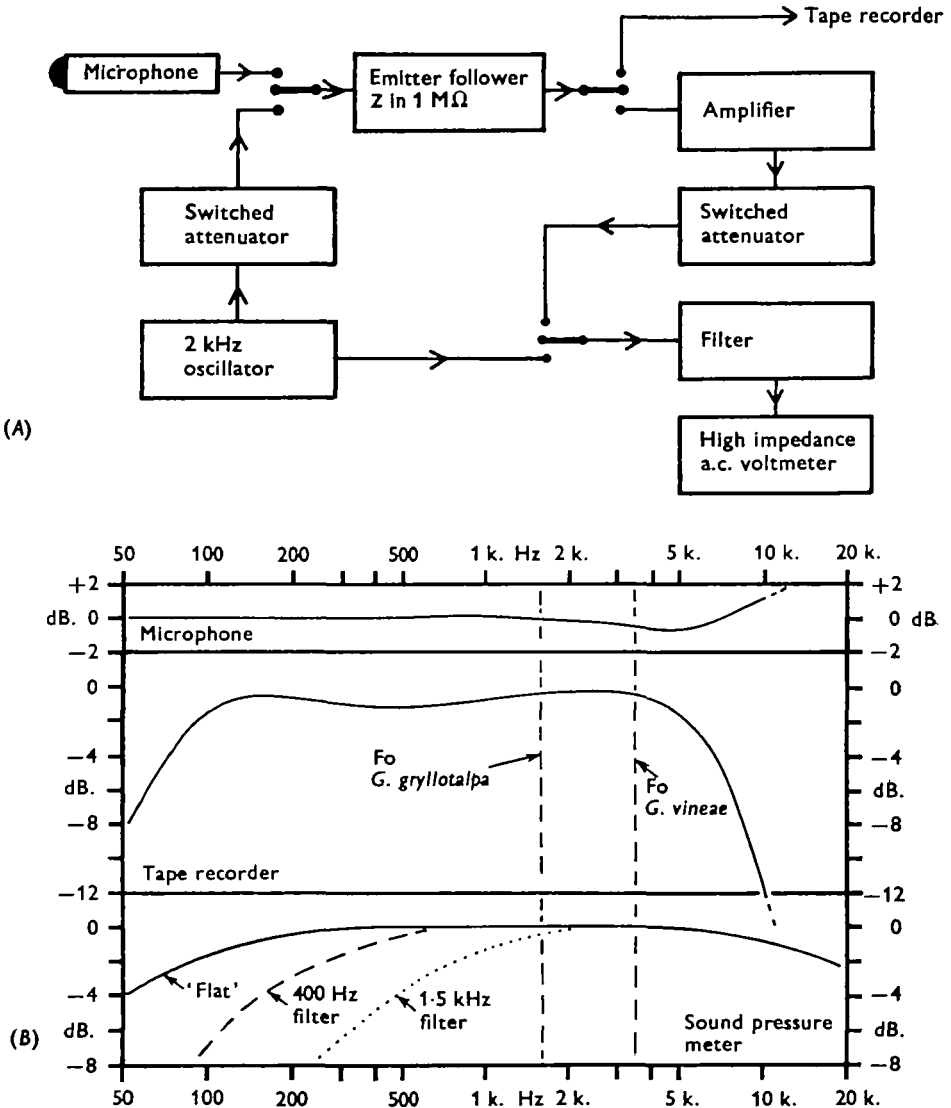 Tape recorder
Microphone
Emitter follower
Z in 1 MΩ
Amplifier
Switched
attenuator
Switched
attenuator
2 kHz
oscillator
Filter
High impedance
a.c. voltmeter
(A)
50 100 200 500 1 k. Hz 2 k. 5 k. 10 k. 20 k.
+2 +2
dB. 0 0 dB.
Microphone
−2 −2
0 0
Fo
G. gryllotalpa
Fo
G. vineae
−4 −4
dB. dB.
−8 −8
Tape recorder
−12 −12
0 0
'Flat'
400 Hz
filter
1·5 kHz
filter
Sound pressure
meter
−4 −4
dB. dB.
(B)
−8 −8
50 100 200 500 1 k. Hz 2 k. 5 k. 10 k. 20 k.